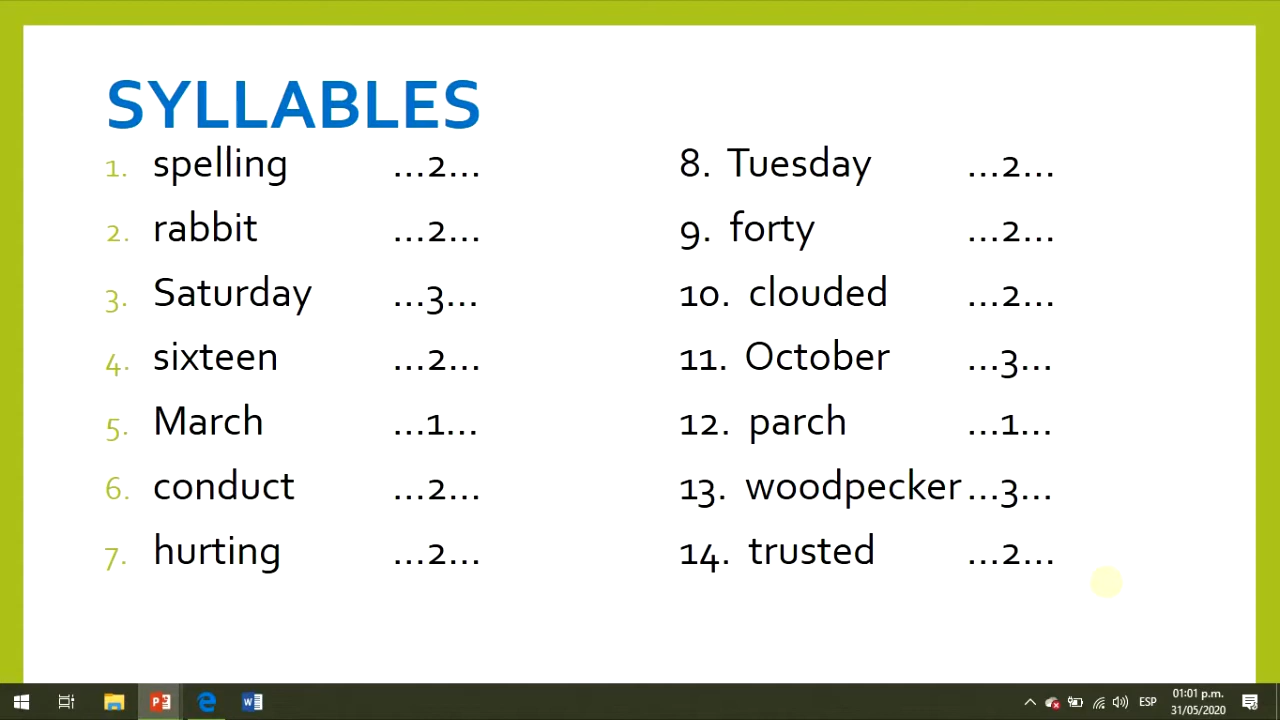 SYLLABLES
1. spelling ...2...
2. rabbit ...2...
3. Saturday ...3...
4. sixteen ...2...
5. March ...1...
6. conduct ...2...
7. hurting ...2...
8. Tuesday ...2...
9. forty ...2...
10. clouded ...2...
11. October ...3...
12. parch ...1...
13. woodpecker...3...
14. trusted ...2...
ESP
01:01 p.m.
31/05/2020